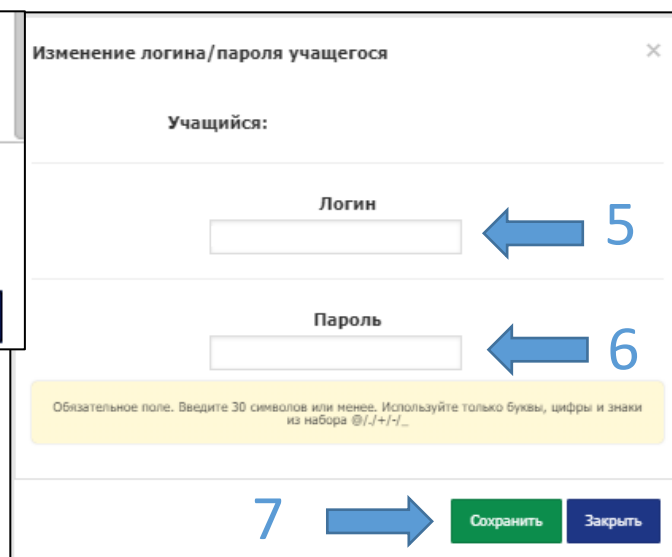 Изменение логина/пароля учащегося ×
Учащийся:
Логин
5
Пароль
6
Обязательное поле. Введите 30 символов или менее. Используйте только буквы, цифры и знаки
из набора @/./+/-/_
7
Сохранить Закрыть